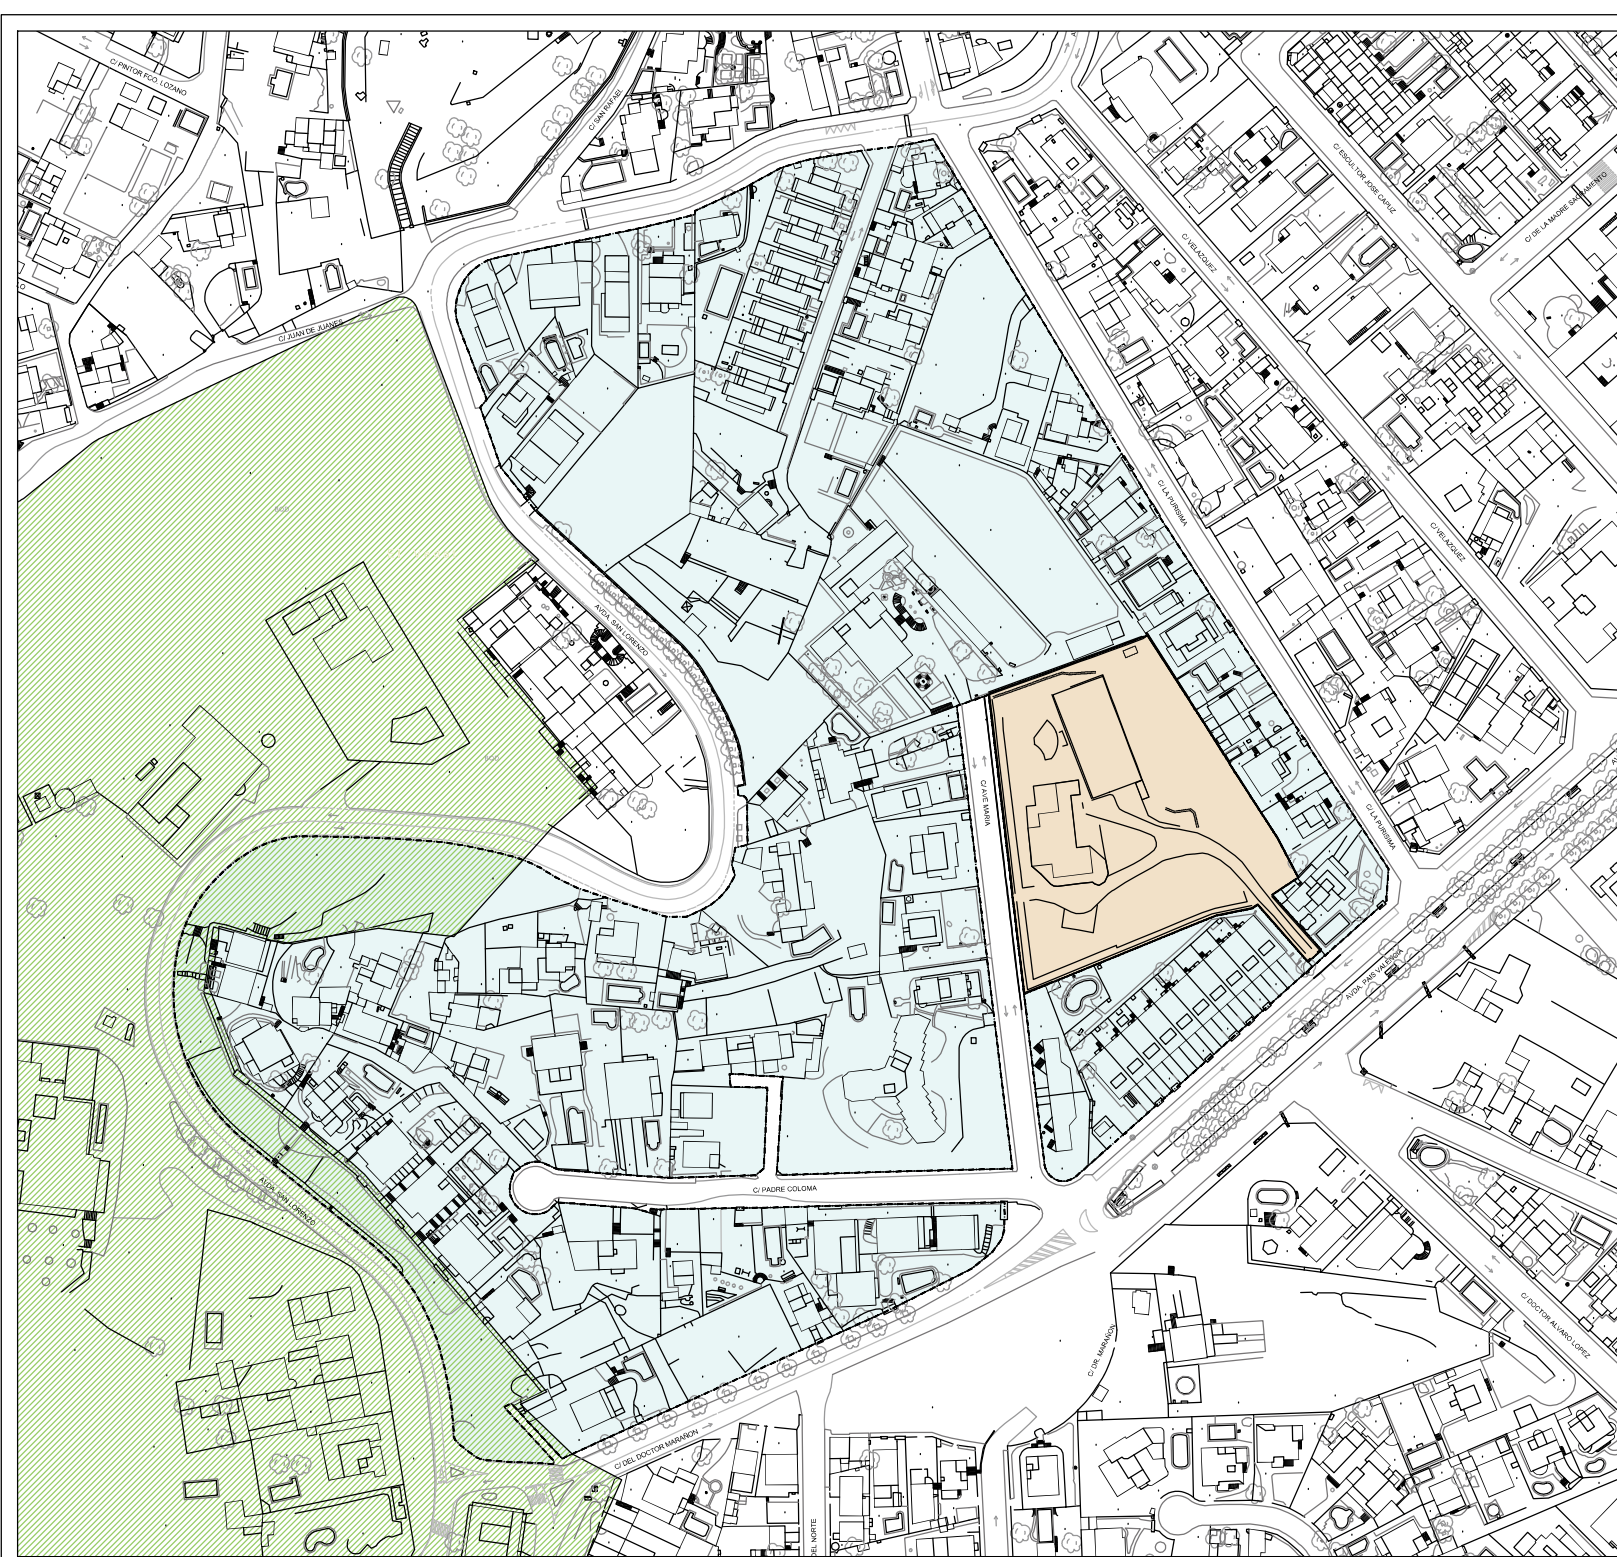 C/ PINTOR FCO. LOZANO
C/ SAN RAFAEL
C/ ESCULTOR JOSE CAPUZ
C/ DE LA MADRE SACRAMENTO
C/ VELAZQUEZ
C/ JUAN DE JUANES
C/ LA PURISIMA
C/ VELAZQUEZ
BOD
AVDA. SAN LORENZO
BOD
C/ AVE MARIA
C/ LA PURISIMA
AVDA. PAIS VALENCIA
C/ PADRE COLOMA
AVDA. SAN LORENZO
C/ DR. MARAÑON
C/ DOCTOR ALVARO LOPEZ
C/ DEL DOCTOR MARAÑON
DEL NORTE